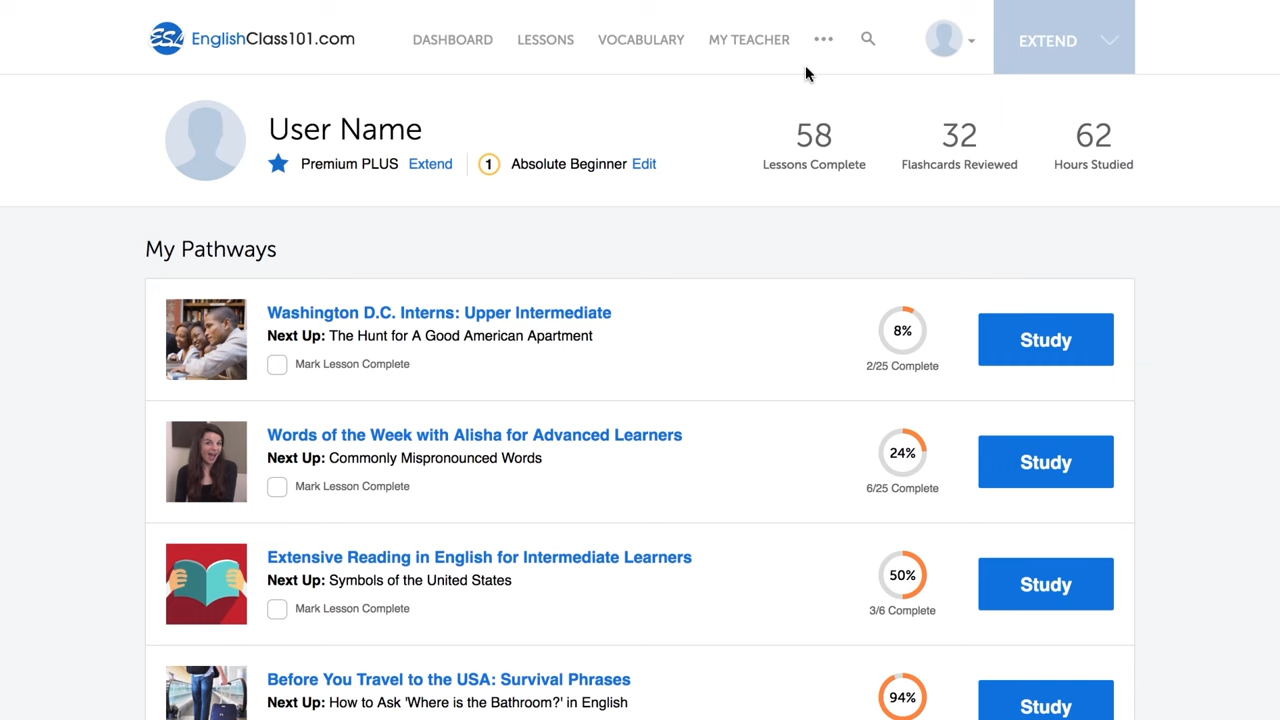 ESL EnglishClass101.com DASHBOARD LESSONS VOCABULARY MY TEACHER ••• EXTEND
User Name
Premium PLUS Extend 1 Absolute Beginner Edit
58 32 62
Lessons Complete Flashcards Reviewed Hours Studied
My Pathways
Washington D.C. Interns: Upper Intermediate
Next Up: The Hunt for A Good American Apartment
Mark Lesson Complete
8%
2/25 Complete
Study
Words of the Week with Alisha for Advanced Learners
Next Up: Commonly Mispronounced Words
Mark Lesson Complete
24%
6/25 Complete
Study
Extensive Reading in English for Intermediate Learners
Next Up: Symbols of the United States
Mark Lesson Complete
50%
3/6 Complete
Study
Before You Travel to the USA: Survival Phrases
Next Up: How to Ask 'Where is the Bathroom?' in English
94%
Study